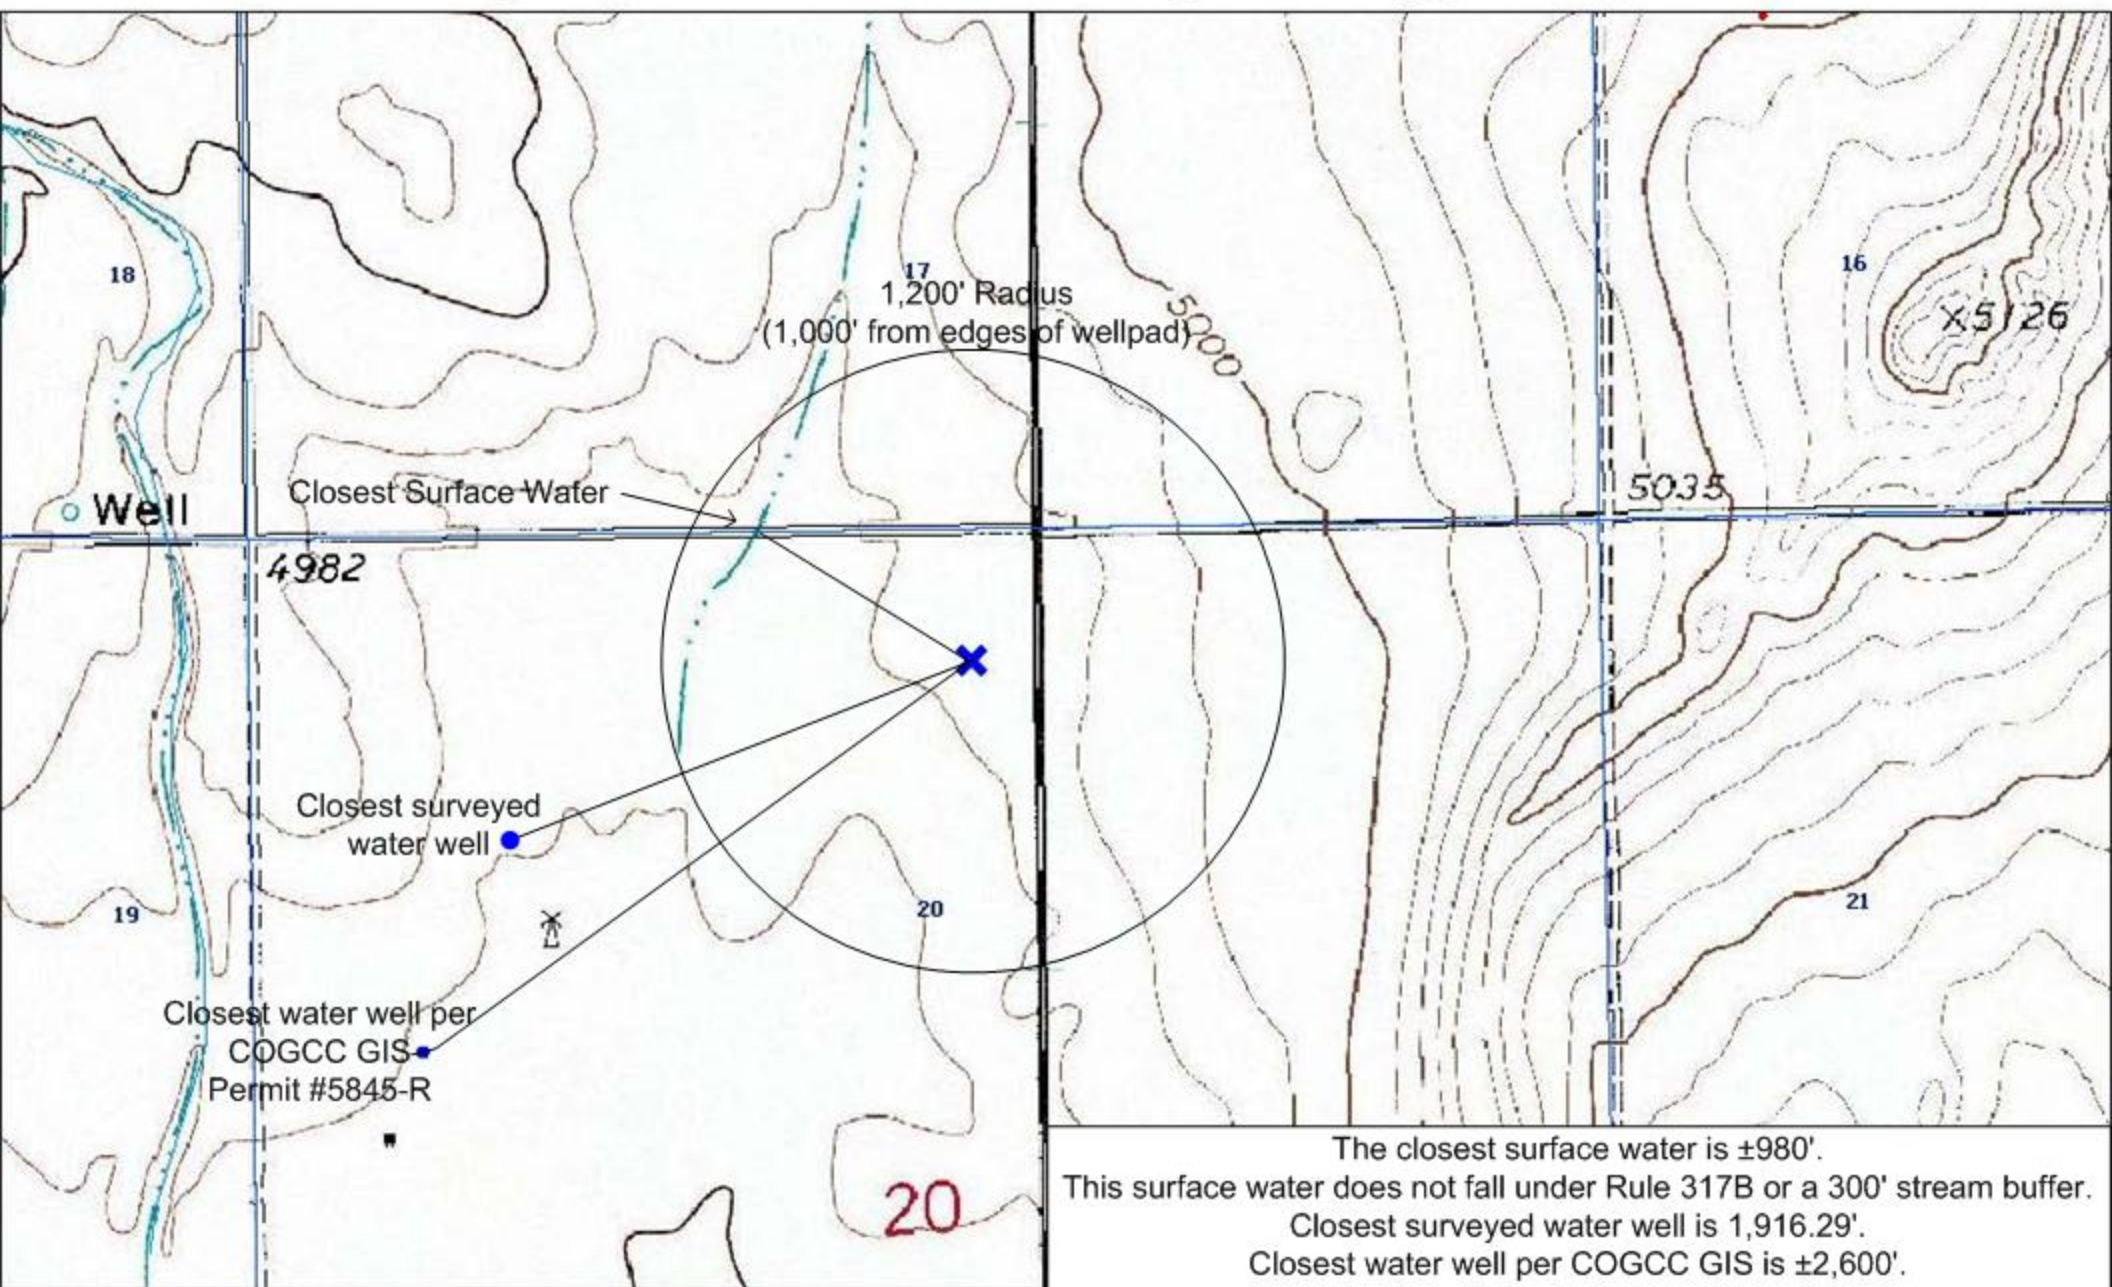 18
17
1,200' Radius
(1,000' from edges of wellpad)
5000
16
×5126
Closest Surface Water
Well
5035
4982
Closest surveyed
water well
19
20
21
Closest water well per
COGCC GIS
Permit #5845-R
20
The closest surface water is ±980'.
This surface water does not fall under Rule 317B or a 300' stream buffer.
Closest surveyed water well is 1,916.29'.
Closest water well per COGCC GIS is ±2,600'.